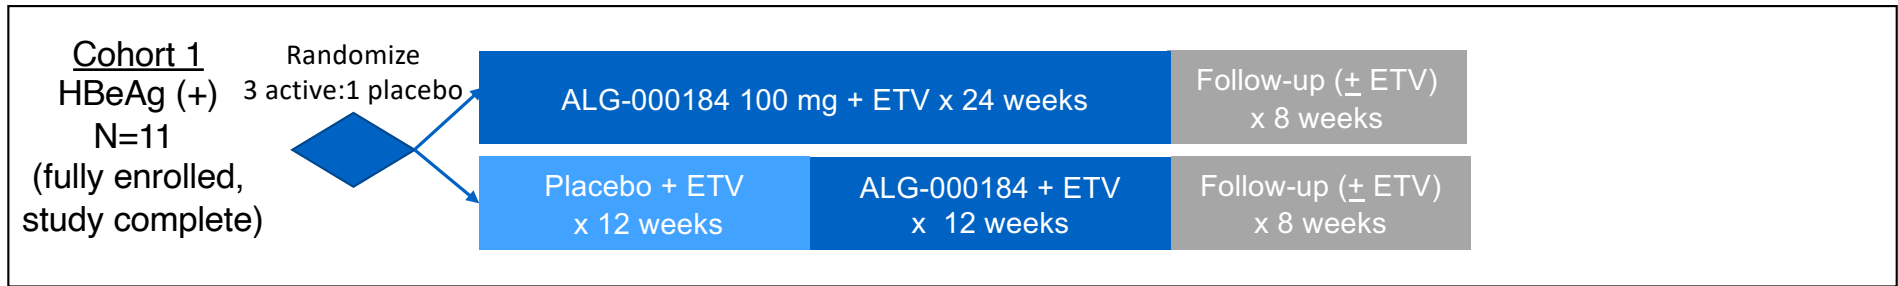 Cohort 1
HBeAg (+)
N=11
(fully enrolled,
study complete)
Randomize
3 active:1 placebo
ALG-000184 100 mg + ETV x 24 weeks
Follow-up (± ETV)
x 8 weeks
Placebo + ETV
x 12 weeks
ALG-000184 + ETV
x  12 weeks
Follow-up (± ETV)
x 8 weeks